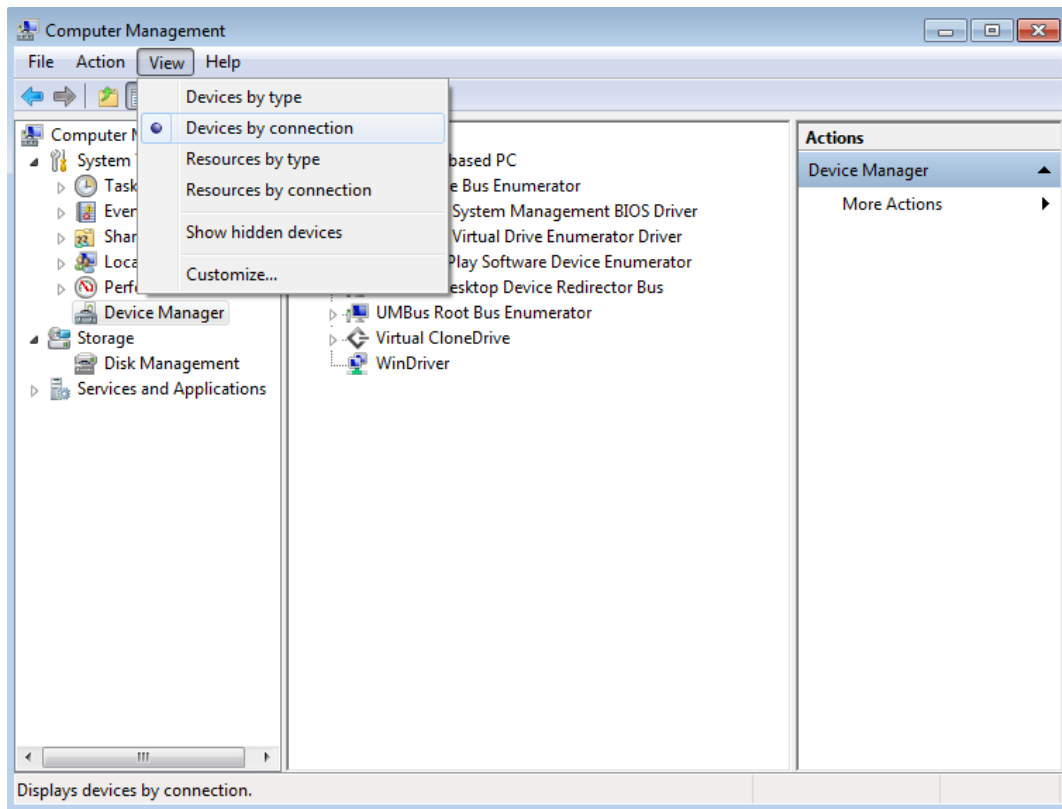 Computer Management
File Action View Help
Devices by type
Devices by connection
Resources by type
Resources by connection
Show hidden devices
Customize...
Computer
System
Task
Shar
Loca
Perf
Device Manager
Storage
Disk Management
Services and Applications
based PC
e Bus Enumerator
System Management BIOS Driver
Virtual Drive Enumerator Driver
Play Software Device Enumerator
esktop Device Redirector Bus
UMBus Root Bus Enumerator
Virtual CloneDrive
WinDriver
Actions
Device Manager
More Actions
Displays devices by connection.